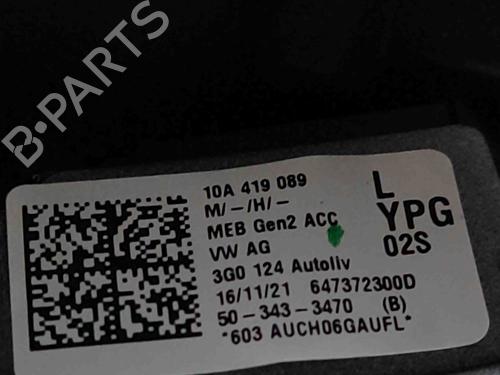 B-PARTS
10A 419 089
M/-/H/-
MEB Gen2 ACC
VW AG
3G0 124 Autoliv
16/11/21 647372300D
50-343-3470 (B)
*603 AUCH06GAUFL*
L
YPG
02S